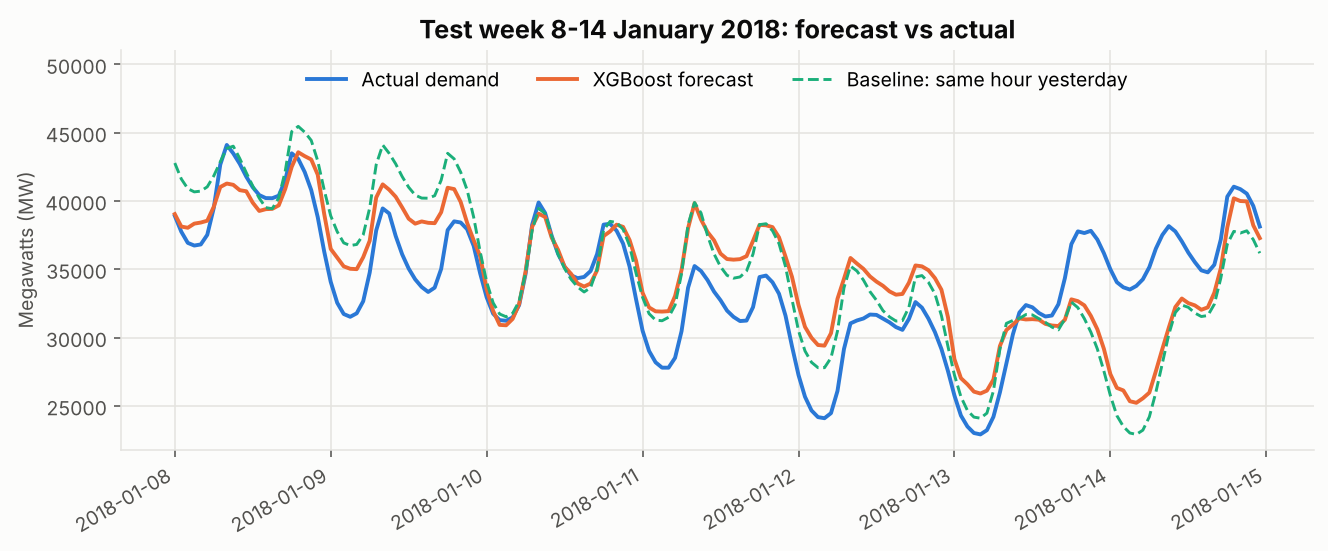 Test week 8-14 January 2018: forecast vs actual
Actual demand
XGBoost forecast
Baseline: same hour yesterday
Megawatts (MW)
50000
45000
40000
35000
30000
25000
2018-01-08
2018-01-09
2018-01-10
2018-01-11
2018-01-12
2018-01-13
2018-01-14
2018-01-15